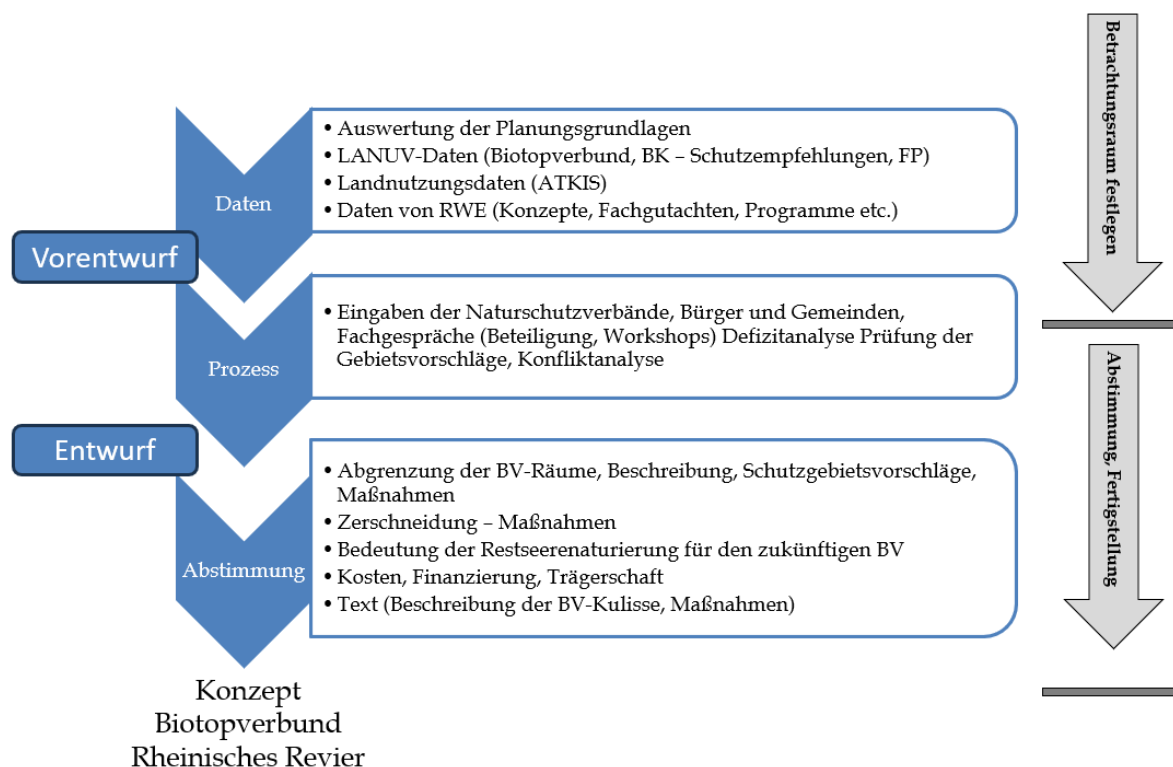 Daten
• Auswertung der Planungsgrundlagen
• LANUV-Daten (Biotopverbund, BK – Schutzempfehlungen, FP)
• Landnutzungsdaten (ATKIS)
• Daten von RWE (Konzepte, Fachgutachten, Programme etc.)
Vorentwurf
Prozess
• Eingaben der Naturschutzverbände, Bürger und Gemeinden,
Fachgespräche (Beteiligung, Workshops) Defizitanalyse Prüfung der
Gebietsvorschläge, Konfliktanalyse
Entwurf
Abstimmung
• Abgrenzung der BV-Räume, Beschreibung, Schutzgebietsvorschläge,
Maßnahmen
• Zerschneidung – Maßnahmen
• Bedeutung der Restseerenaturierung für den zukünftigen BV
• Kosten, Finanzierung, Trägerschaft
• Text (Beschreibung der BV-Kulisse, Maßnahmen)
Konzept
Biotopverbund
Rheinisches Revier
Betrachtungsraum festlegen
Abstimmung, Fertigstellung